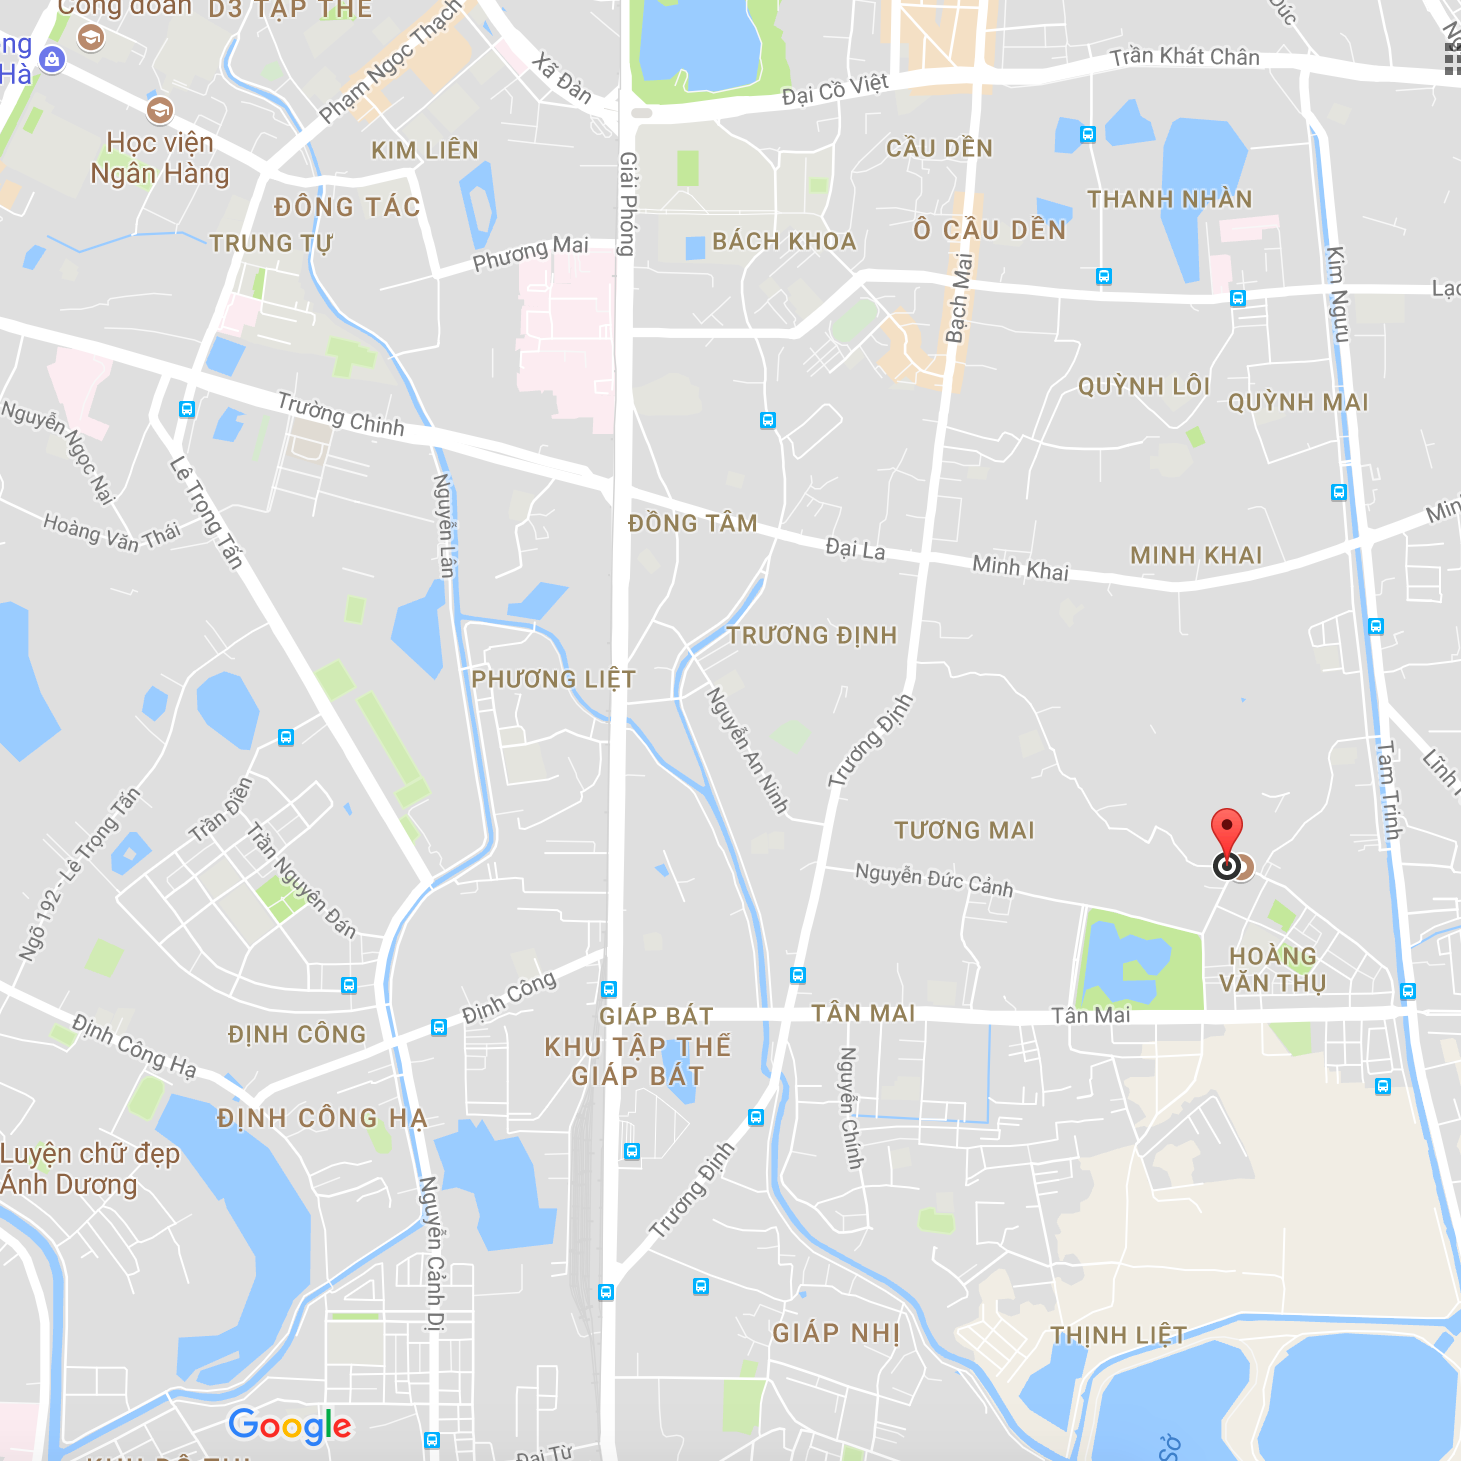 Công đoàn
D3 TẬP THỂ
Hà
Học viện
Ngân Hàng
Phạm Ngọc Thạch
Xã Đàn
Đại Cồ Việt
Trần Khát Chân
KIM LIÊN
CẦU DỀN
ĐÔNG TÁC
TRUNG TỰ
Phương Mai
Giải Phóng
BÁCH KHOA
Ô CẦU DỀN
THANH NHÀN
Bạch Mai
Kim Ngưu
QUỲNH LÔI
QUỲNH MAI
Trường Chinh
Nguyễn Ngọc Nại
Lê Trọng Tấn
Hoàng Văn Thái
Nguyễn Lân
ĐỒNG TÂM
Đại La
Minh Khai
MINH KHAI
TRƯƠNG ĐỊNH
PHƯƠNG LIỆT
Nguyễn An Ninh
Trương Định
Tam Trinh
Trần Điền
Ngõ 192 - Lê Trọng Tấn
Trần Nguyên Đán
TƯƠNG MAI
Nguyễn Đức Cảnh
HOÀNG
VĂN THỤ
Định Công
GIÁP BÁT
TÂN MAI
Tân Mai
ĐỊNH CÔNG
Định Công Hạ
KHU TẬP THỂ
GIÁP BÁT
Nguyễn Chính
ĐỊNH CÔNG HẠ
Luyện chữ đẹp
Ánh Dương
Trương Định
Nguyễn Cảnh Dị
GIÁP NHỊ
THỊNH LIỆT
Google
Đại Từ
Sở